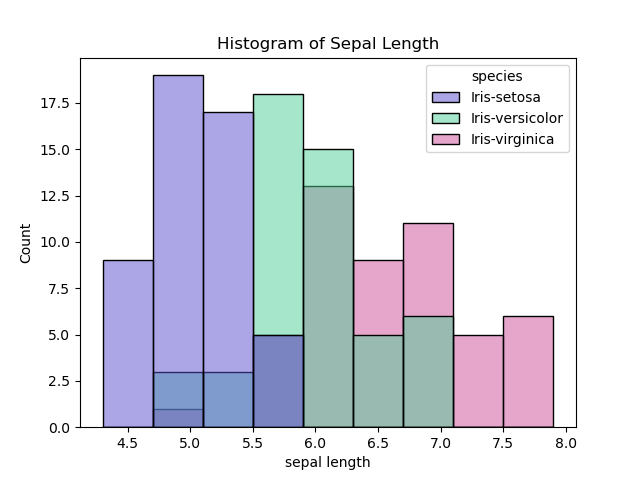 Histogram of Sepal Length
species
Iris-setosa
Iris-versicolor
Iris-virginica
17.5
15.0
12.5
10.0
7.5
5.0
2.5
0.0
Count
4.5 5.0 5.5 6.0 6.5 7.0 7.5 8.0
sepal length